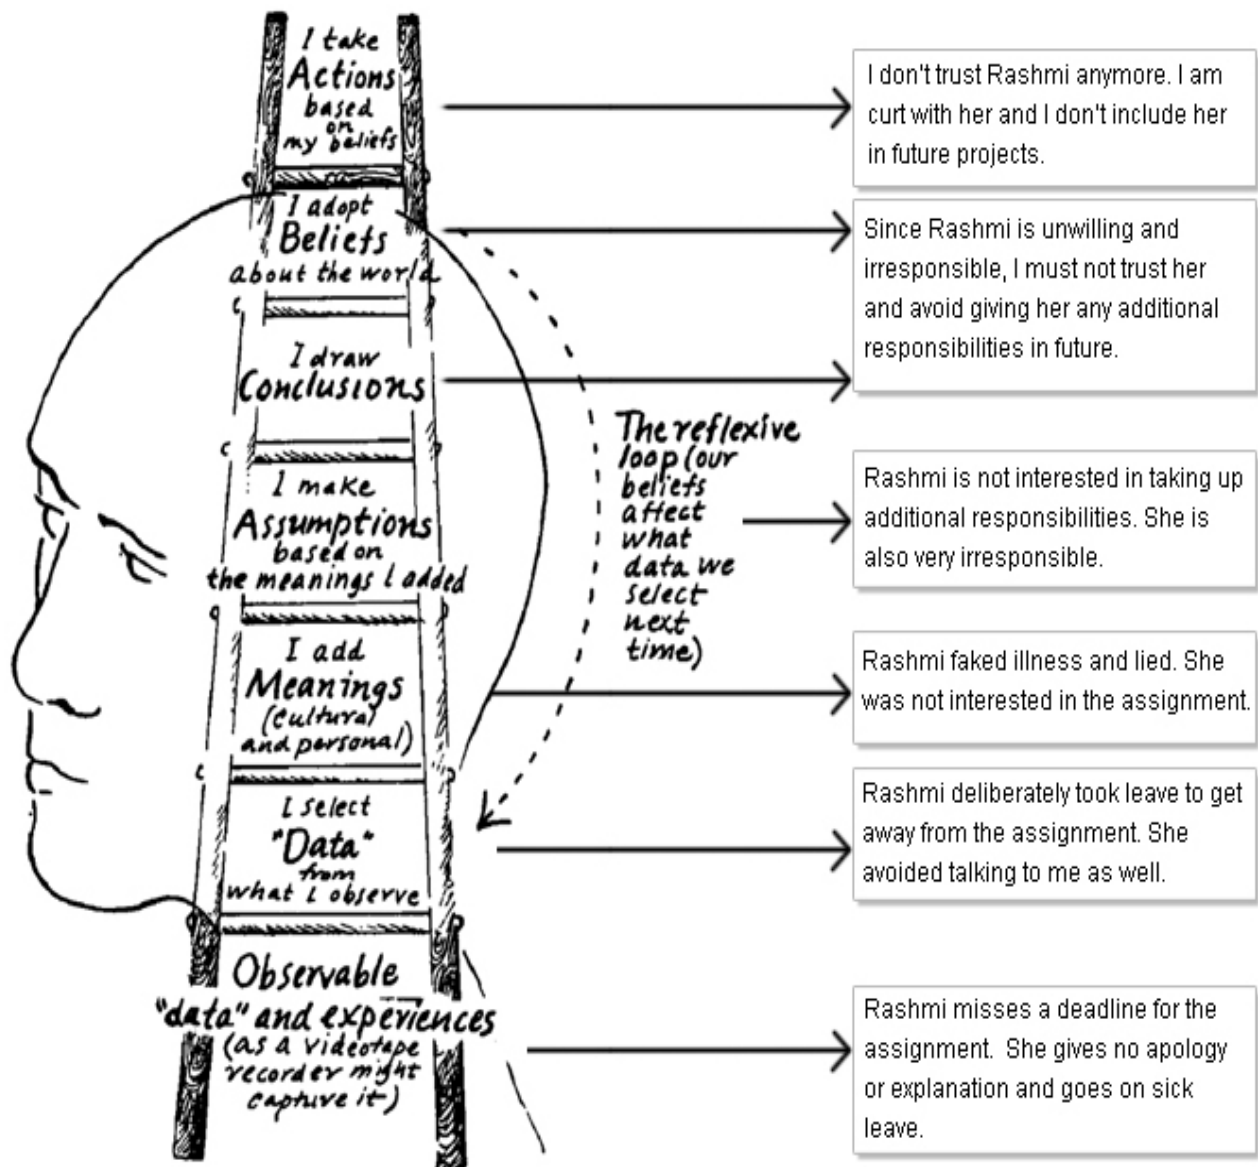 I take
Actions
based
on
my beliefs
I don't trust Rashmi anymore. I am
curt with her and I don't include her
in future projects.
I adopt
Beliefs
about the world
Since Rashmi is unwilling and
irresponsible, I must not trust her
and avoid giving her any additional
responsibilities in future.
I draw
Conclusions
The reflexive
loop (our
beliefs
affect
what
data we
select
next
time)
I make
Assumptions
based on
the meanings I added
Rashmi is not interested in taking up
additional responsibilities. She is
also very irresponsible.
I add
Meanings
(cultural
and personal)
Rashmi faked illness and lied. She
was not interested in the assignment.
I select
"Data"
from
what I observe
Rashmi deliberately took leave to get
away from the assignment. She
avoided talking to me as well.
Observable
"data" and experiences
(as a videotape
recorder might
capture it)
Rashmi misses a deadline for the
assignment.  She gives no apology
or explanation and goes on sick
leave.